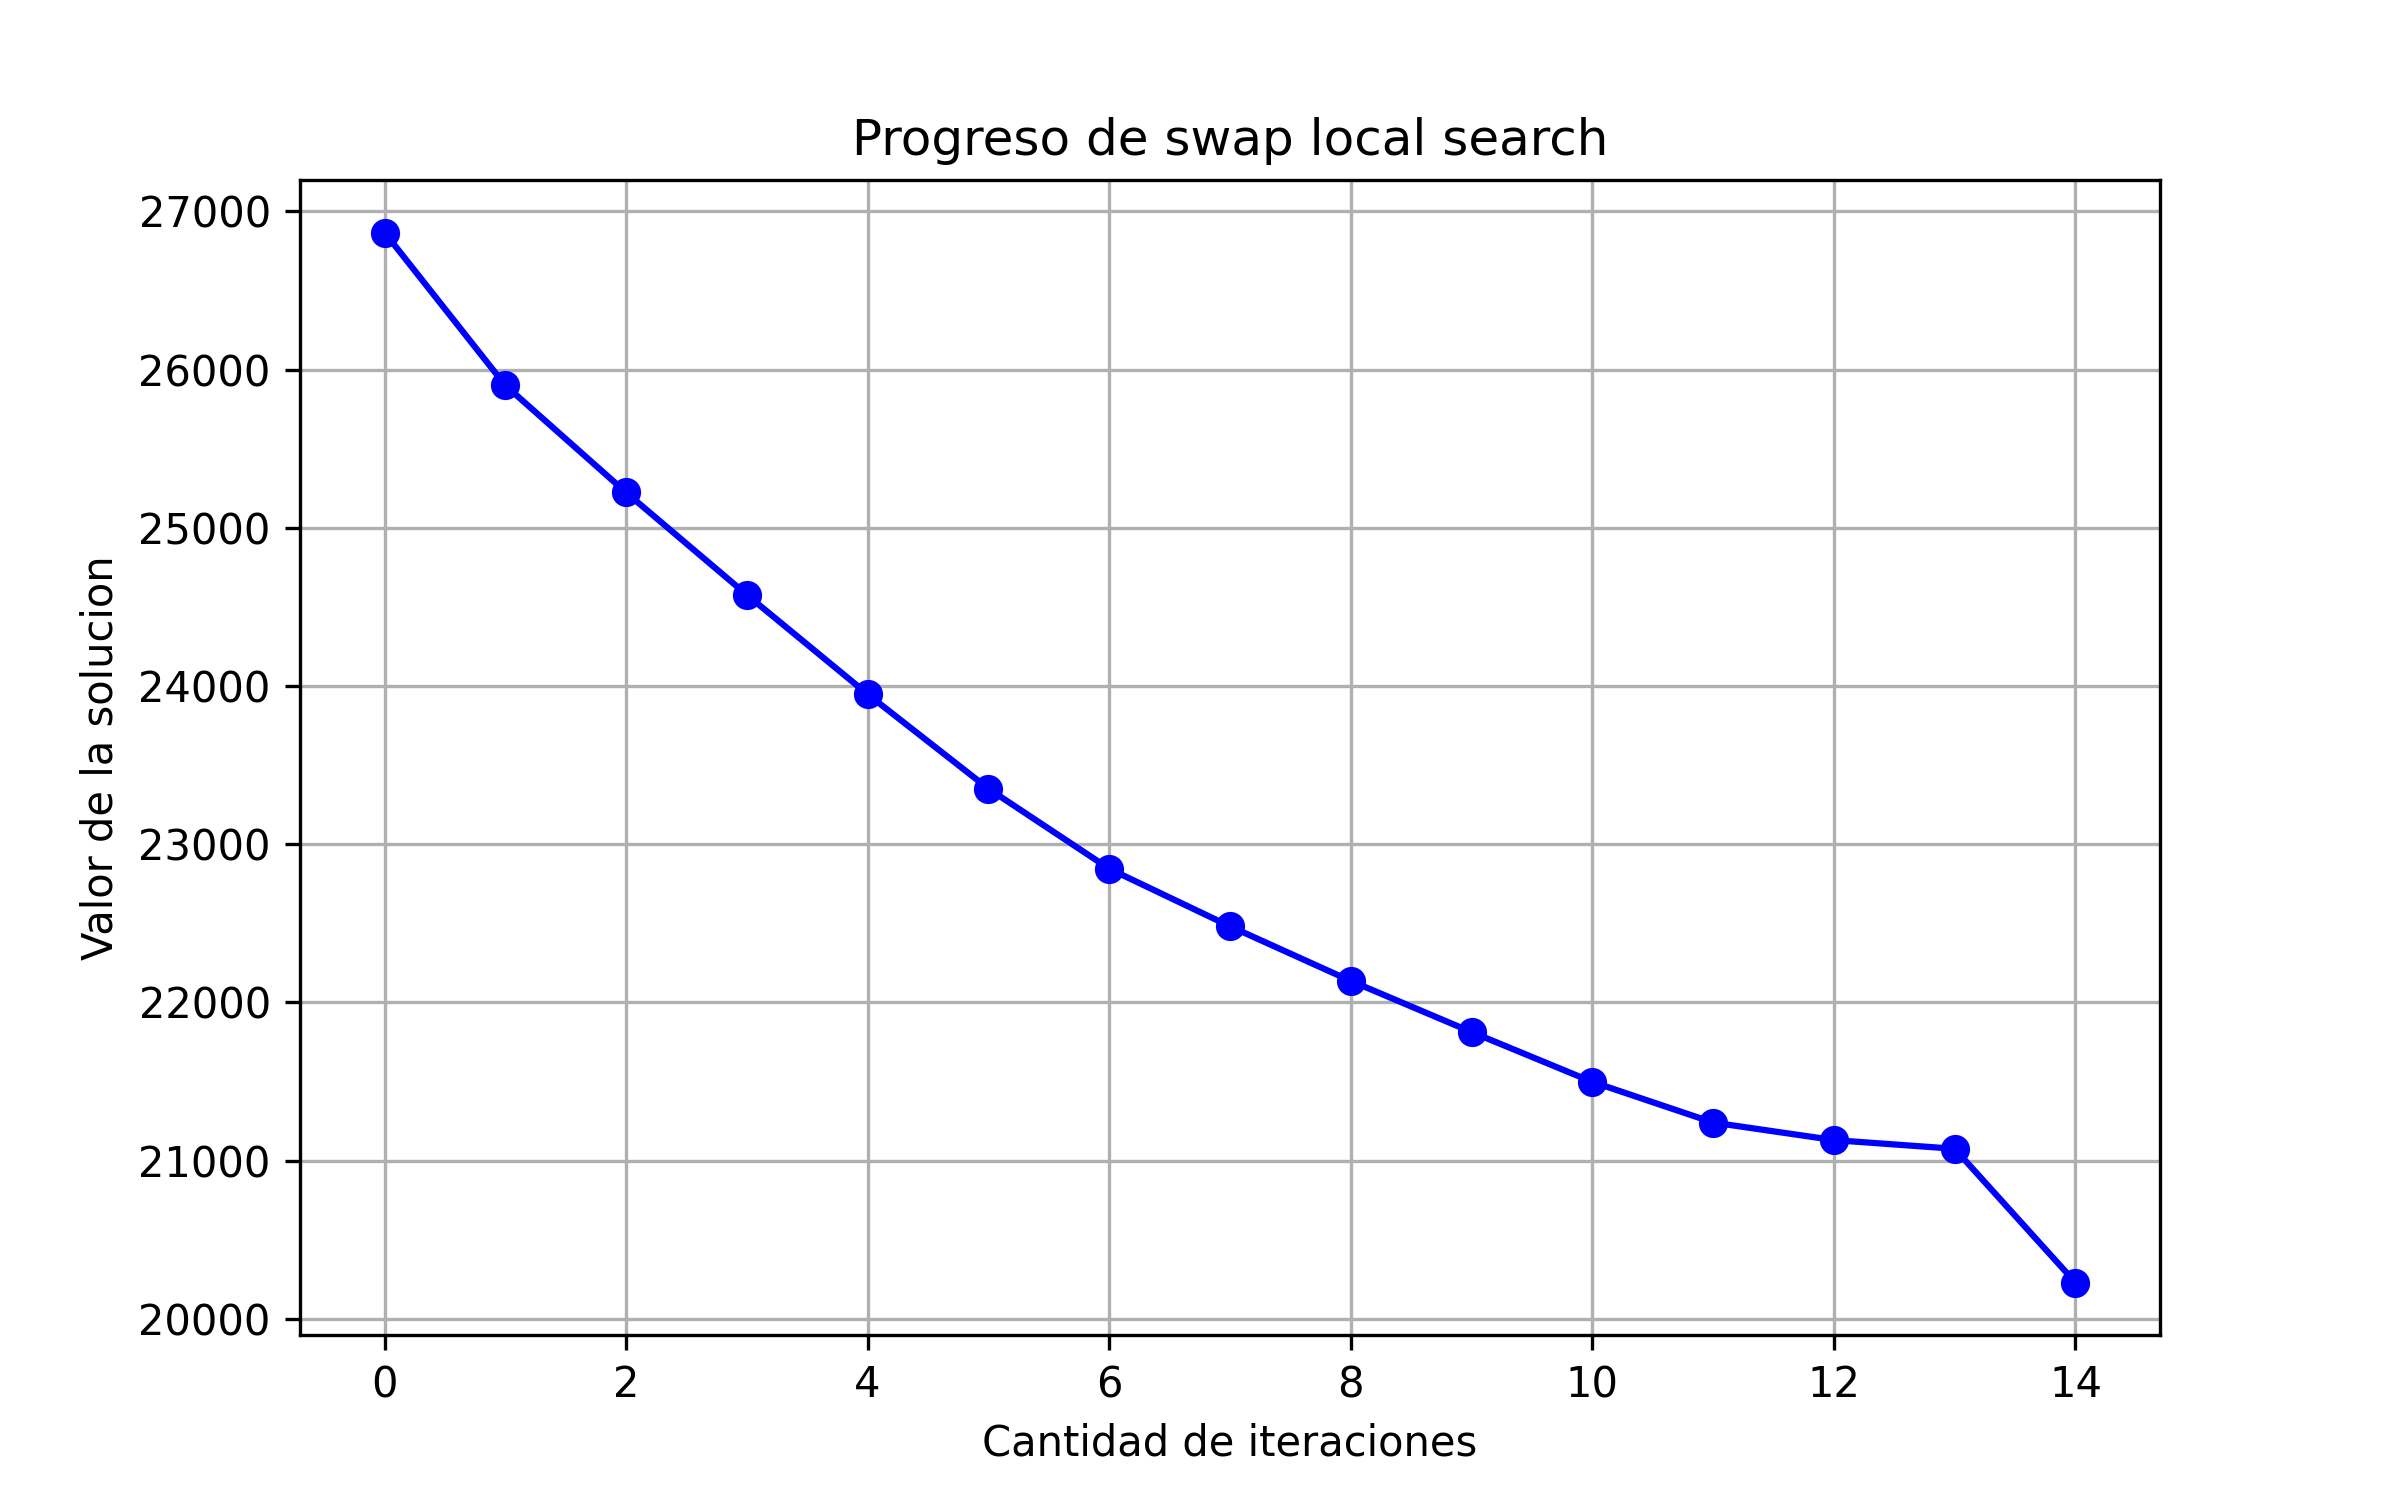 Progreso de swap local search
27000
26000
25000
24000
23000
22000
21000
20000
Valor de la solucion
0 2 4 6 8 10 12 14
Cantidad de iteraciones